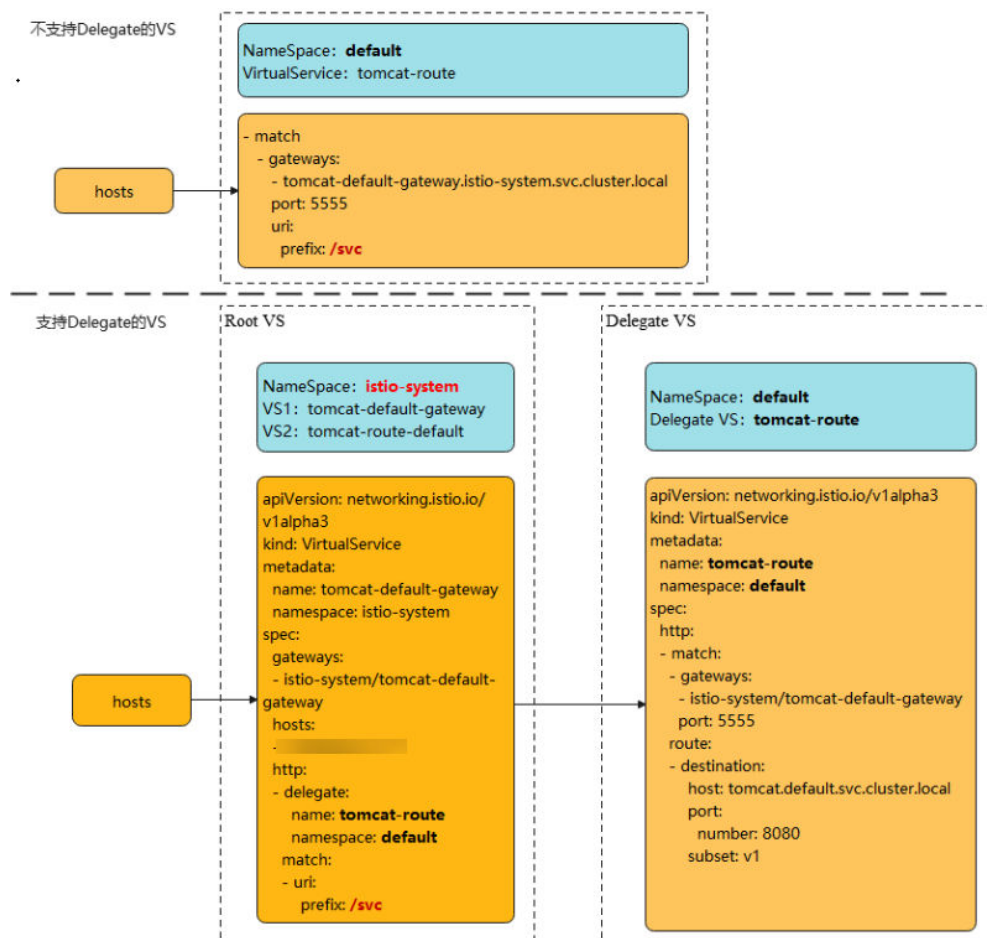 不支持Delegate的VS
NameSpace：default
VirtualService：tomcat-route
hosts
- match
- gateways:
- tomcat-default-gateway.istio-system.svc.cluster.local
port: 5555
uri:
prefix: /svc
支持Delegate的VS
Root VS
NameSpace：istio-system
VS1：tomcat-default-gateway
VS2：tomcat-route-default
hosts
apiVersion: networking.istio.io/
v1alpha3
kind: VirtualService
metadata:
name: tomcat-default-gateway
namespace: istio-system
spec:
gateways:
- istio-system/tomcat-default-
gateway
hosts:
-
http:
- delegate:
name: tomcat-route
namespace: default
match:
- uri:
prefix: /svc
Delegate VS
NameSpace：default
Delegate VS：tomcat-route
apiVersion: networking.istio.io/v1alpha3
kind: VirtualService
metadata:
name: tomcat-route
namespace: default
spec:
http:
- match:
- gateways:
- istio-system/tomcat-default-gateway
port: 5555
route:
- destination:
host: tomcat.default.svc.cluster.local
port:
number: 8080
subset: v1